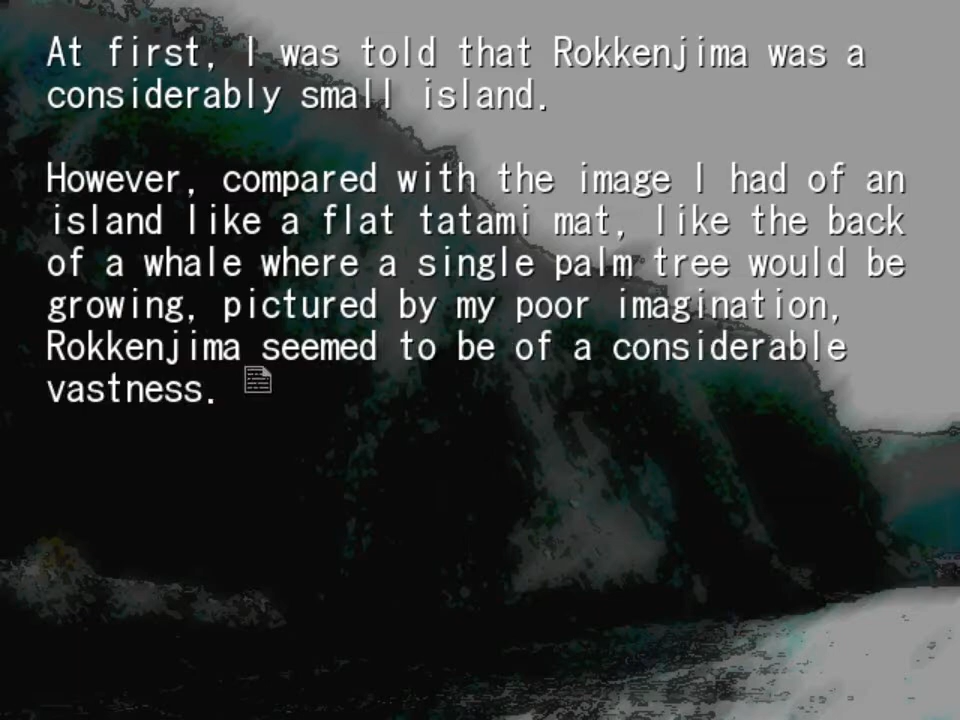 At first, I was told that Rokkenjima was a
considerably small island.
However, compared with the image I had of an
island like a flat tatami mat, like the back
of a whale where a single palm tree would be
growing, pictured by my poor imagination,
Rokkenjima seemed to be of a considerable
vastness.